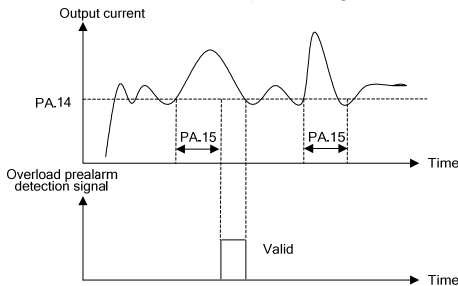 Output current
PA.14
PA.15
PA.15
Time
Overload prealarm
detection signal
Valid
Time